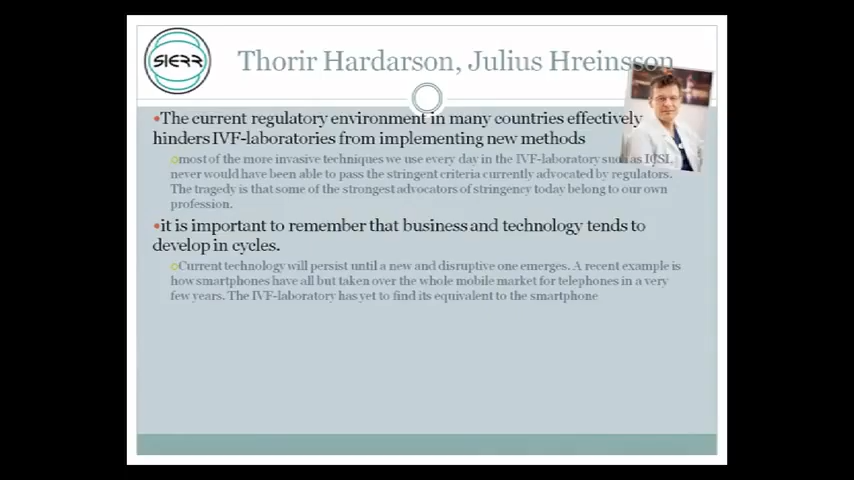 SIERR
Thorir Hardarson, Julius Hreinsson
•The current regulatory environment in many countries effectively
hinders IVF-laboratories from implementing new methods
most of the more invasive techniques we use every day in the IVF-laboratory such as ICSI,
never would have been able to pass the stringent criteria currently advocated by regulators.
The tragedy is that some of the strongest advocators of stringency today belong to our own
profession.
•it is important to remember that business and technology tends to
develop in cycles.
Current technology will persist until a new and disruptive one emerges. A recent example is
how smartphones have all but taken over the whole mobile market for telephones in a very
few years. The IVF-laboratory has yet to find its equivalent to the smartphone